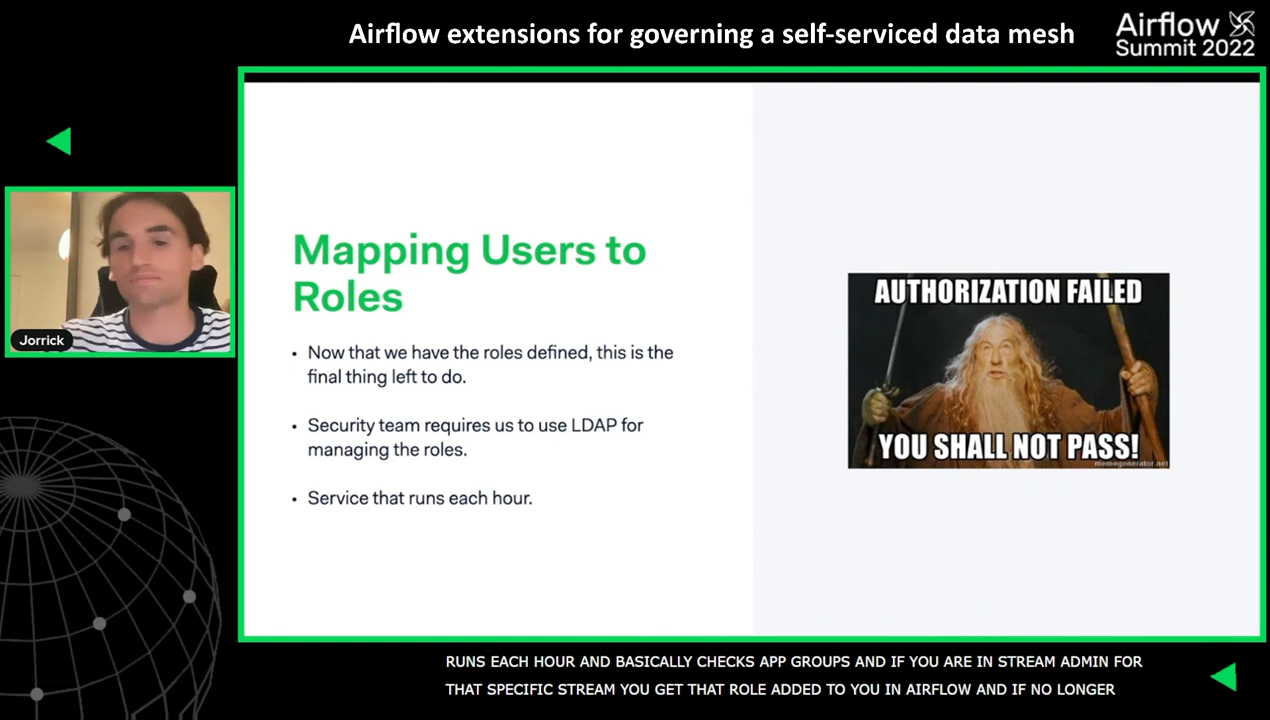 Airflow extensions for governing a self-serviced data mesh
Airflow
Summit 2022
Jorrick
Mapping Users to
Roles
• Now that we have the roles defined, this is the
final thing left to do.
• Security team requires us to use LDAP for
managing the roles.
• Service that runs each hour.
AUTHORIZATION FAILED
YOU SHALL NOT PASS!
memegenerator.net
RUNS EACH HOUR AND BASICALLY CHECKS APP GROUPS AND IF YOU ARE IN STREAM ADMIN FOR
THAT SPECIFIC STREAM YOU GET THAT ROLE ADDED TO YOU IN AIRFLOW AND IF NO LONGER